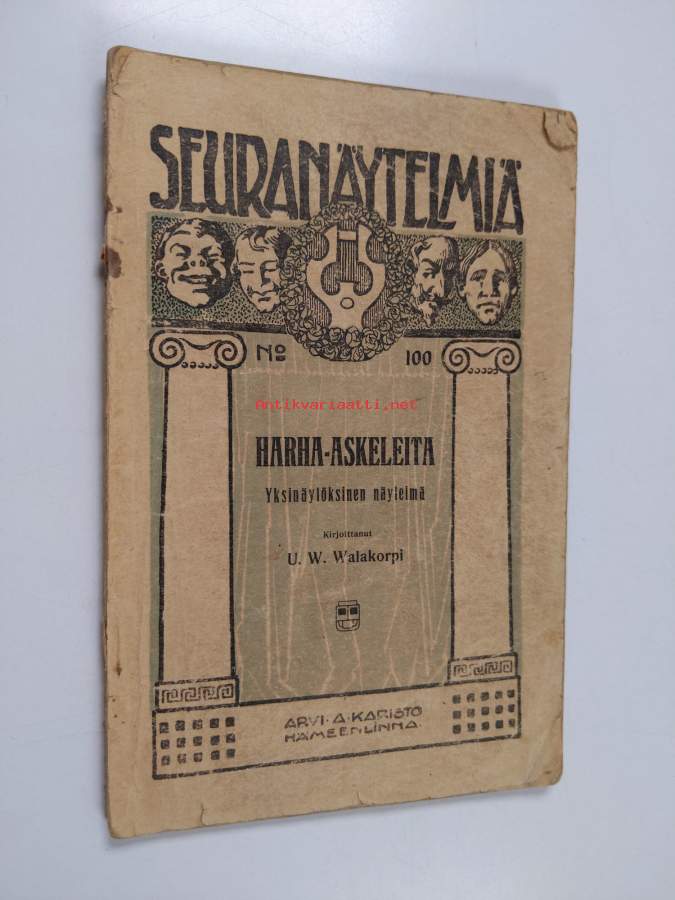 SEURANÄYTELMIÄ
No 100
Antikvariaatti.net
HARHA-ASKELEITA
Yksinäytöksinen näytelmä
Kirjoittanut
U. W. Walakorpi
ARVI A. KARISTO
HÄMEENLINNA